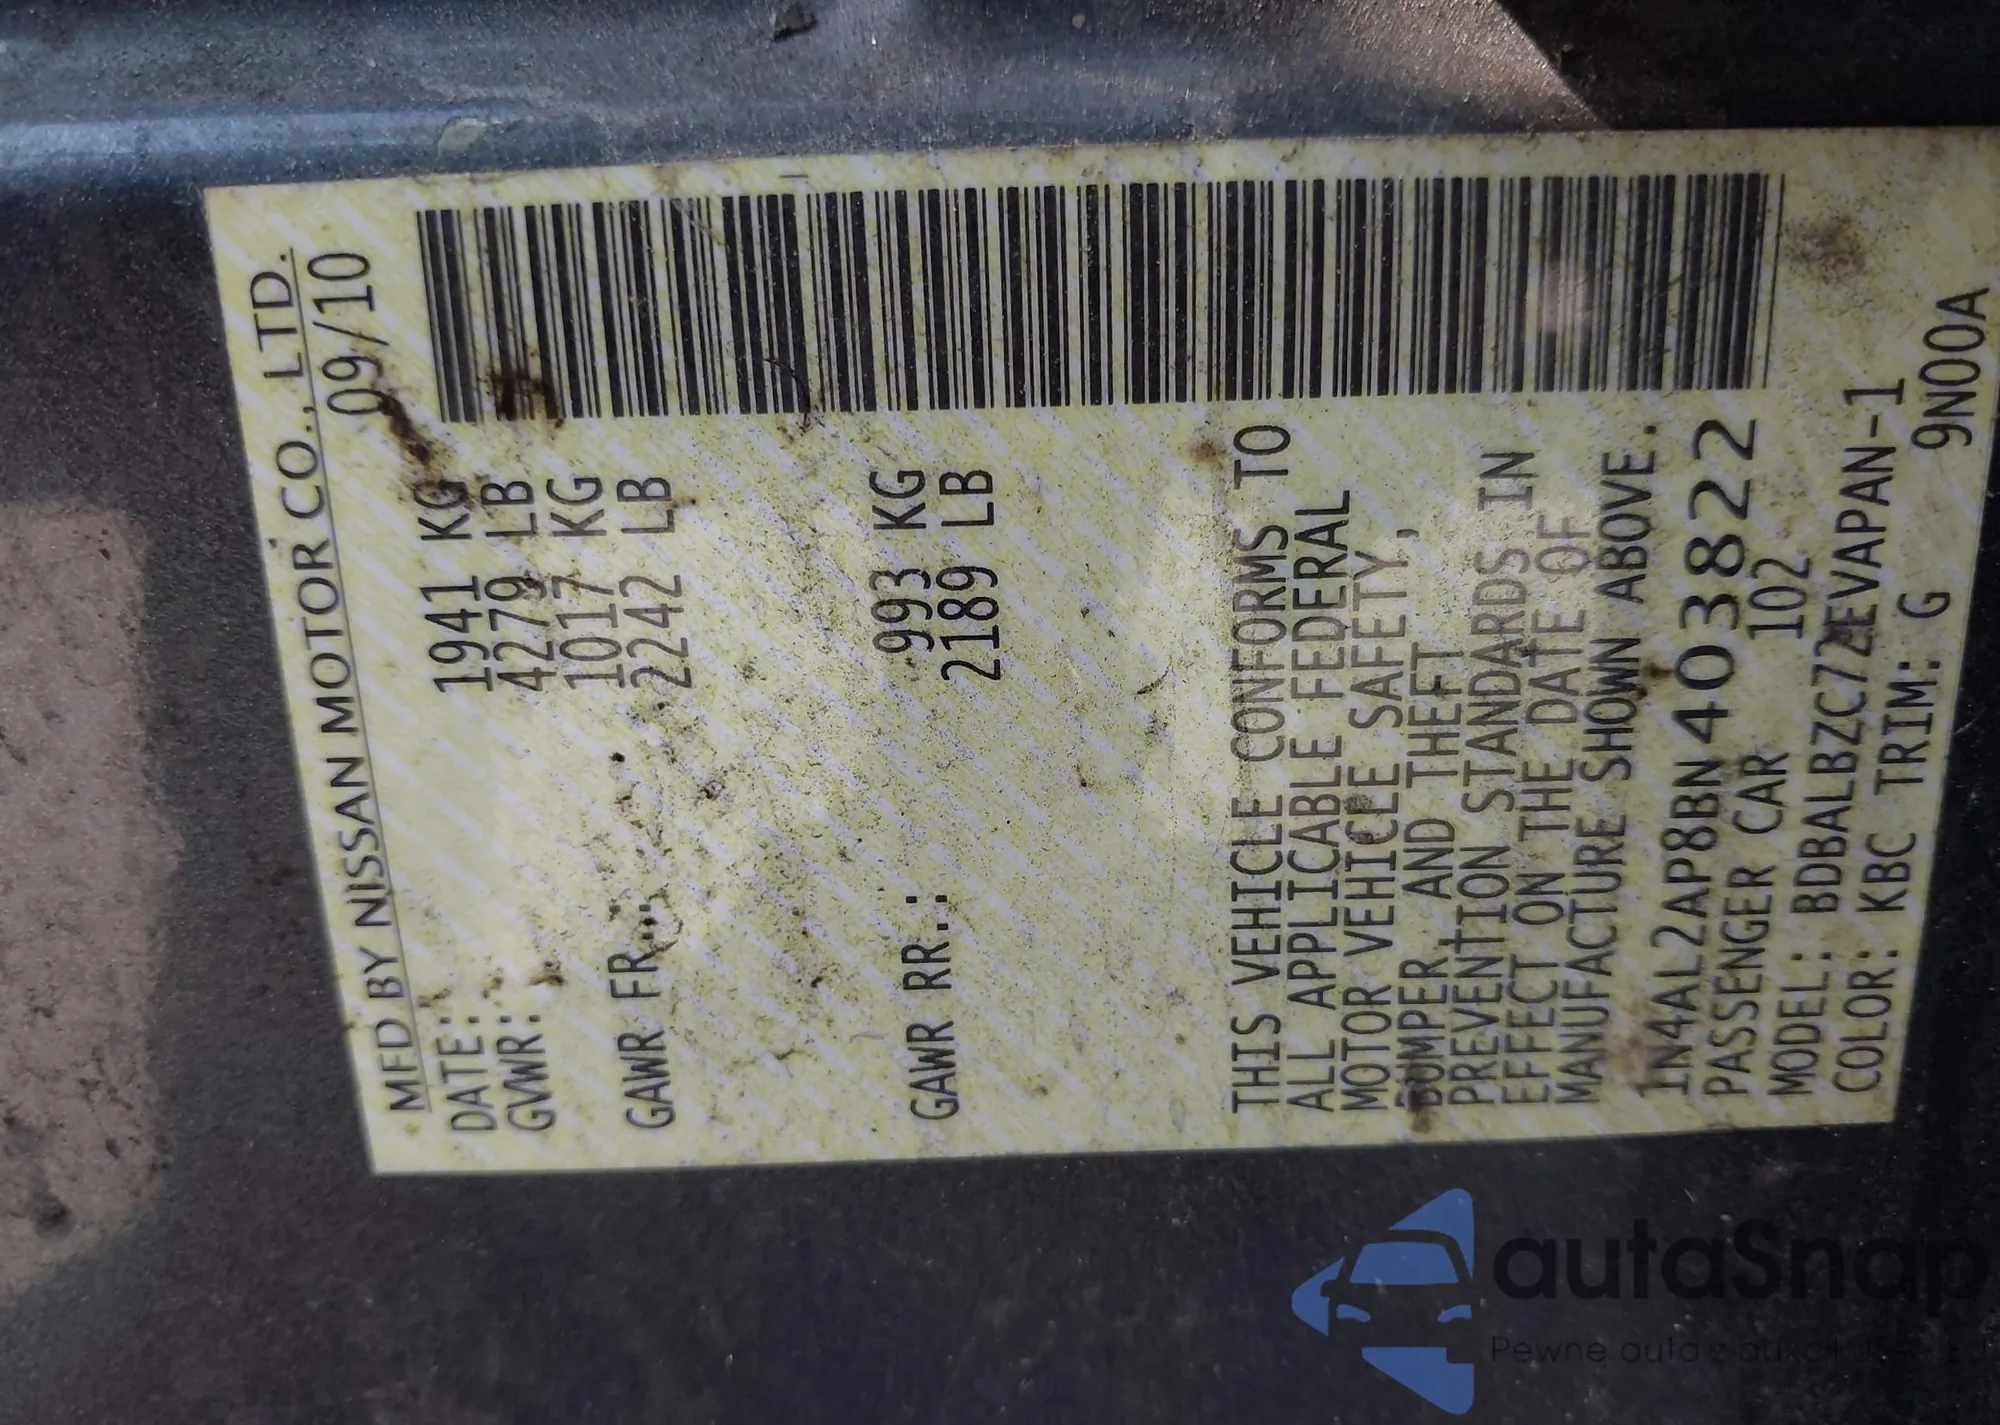 MFD BY NISSAN MOTOR CO., LTD.
DATE: 09/10
GVWR: 1941 KG
4279 LB
GAWR FR.: 1017 KG
2242 LB
GAWR RR.: 993 KG
2189 LB
THIS VEHICLE CONFORMS TO
ALL APPLICABLE FEDERAL
MOTOR VEHICLE SAFETY,
BUMPER, AND THEFT
PREVENTION STANDARDS IN
EFFECT ON THE DATE OF
MANUFACTURE SHOWN ABOVE.
1N4AL2AP8BN403822
PASSENGER CAR 102
MODEL: BDBALBZC72EVAPAN-1
COLOR: KBC TRIM: G 9N00A
autaSnap
Pewne auta z aukcji